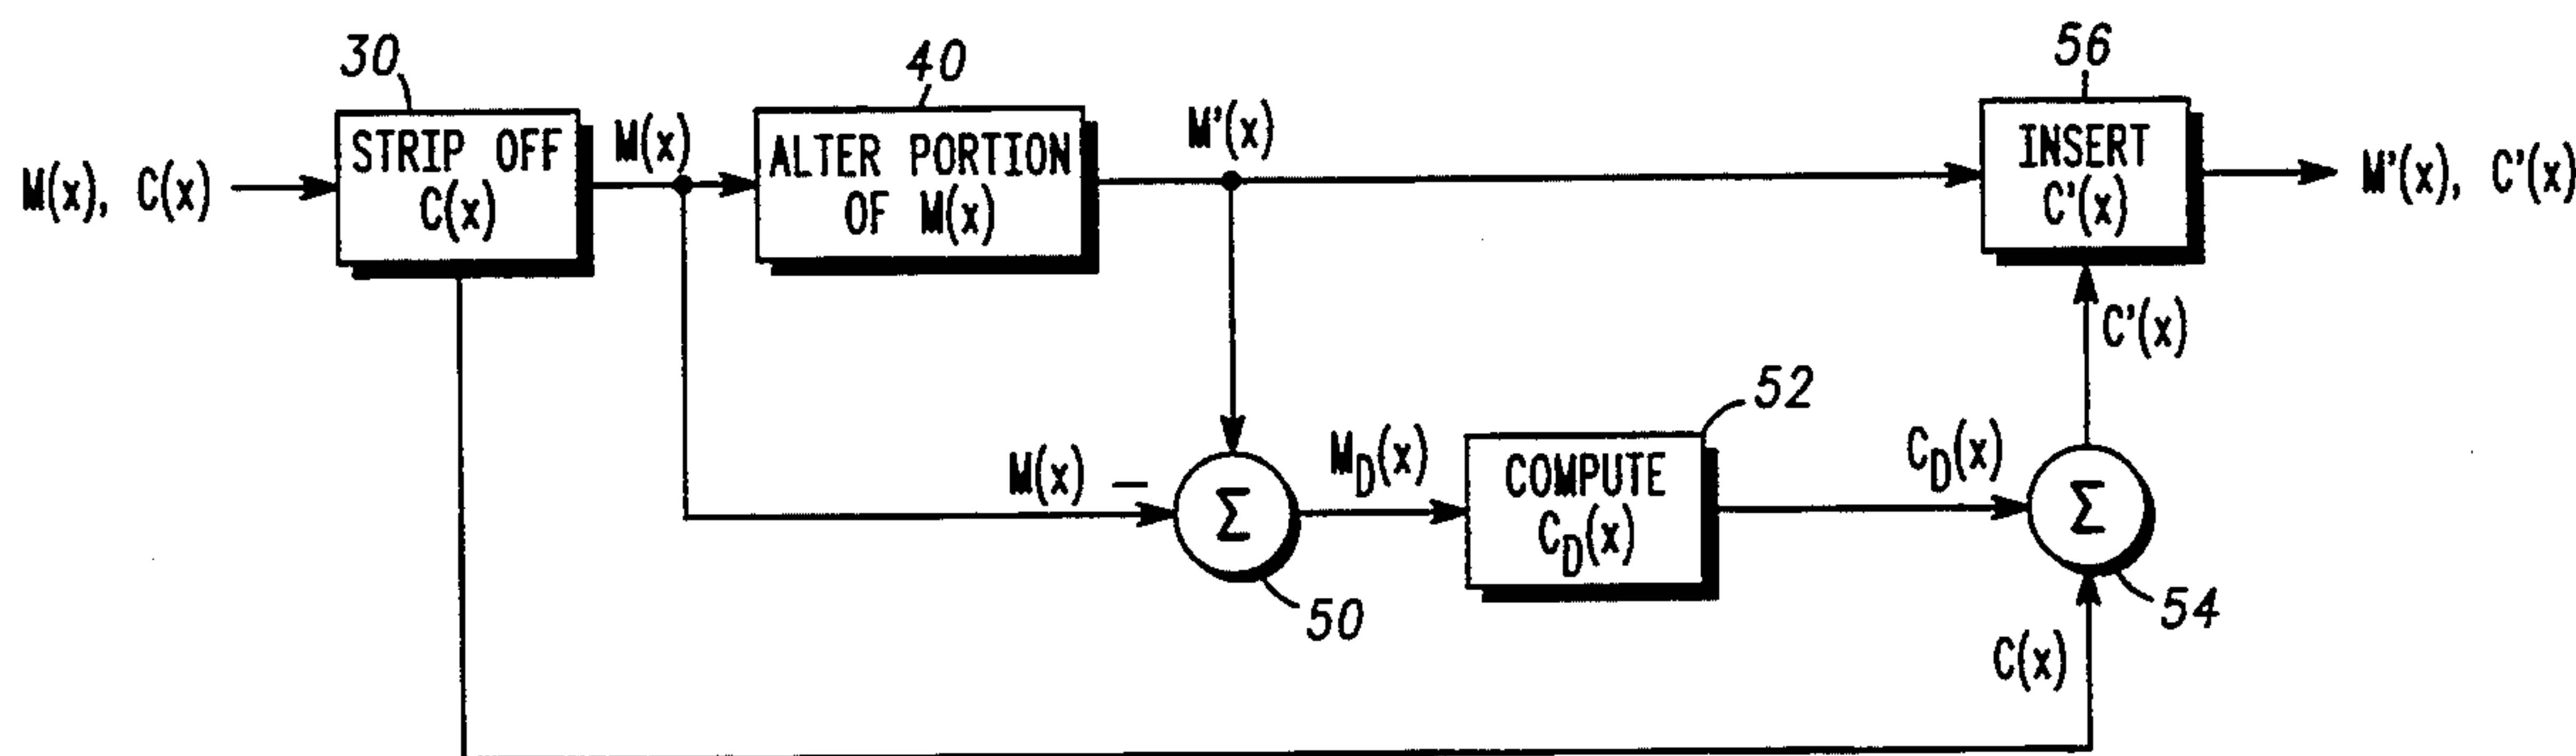 30
40
56
STRIP OFF
C(x)
M(x)
ALTER PORTION
OF M(x)
M'(x)
INSERT
C'(x)
M(x), C(x)
M'(x), C'(x)
C'(x)
52
M(x) −
Σ
M_D(x)
COMPUTE
C_D(x)
C_D(x)
Σ
50
54
C(x)